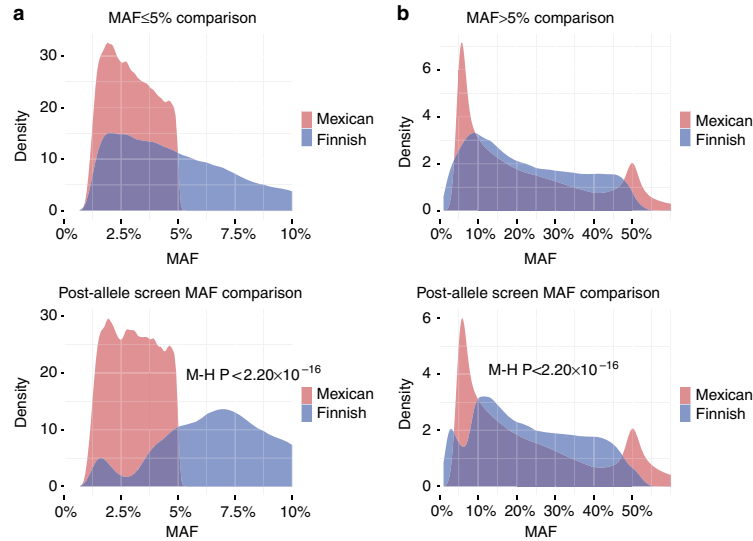 a
MAF≤5% comparison
Density
30
20
10
0
0% 2.5% 5% 7.5% 10%
MAF
Mexican
Finnish
b
MAF>5% comparison
Density
6
4
2
0
0% 10% 20% 30% 40% 50%
MAF
Mexican
Finnish
Post-allele screen MAF comparison
Density
30
20
10
0
M-H P<2.20×10⁻¹⁶
0% 2.5% 5% 7.5% 10%
MAF
Mexican
Finnish
Post-allele screen MAF comparison
Density
6
4
2
0
M-H P<2.20×10⁻¹⁶
0% 10% 20% 30% 40% 50%
MAF
Mexican
Finnish